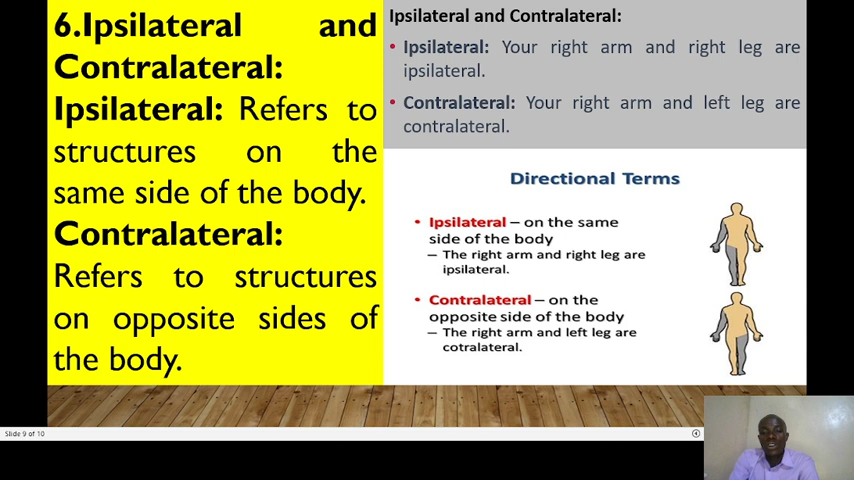 6.Ipsilateral and
Contralateral:
Ipsilateral: Refers to
structures on the
same side of the body.
Contralateral:
Refers to structures
on opposite sides of
the body.
Ipsilateral and Contralateral:
• Ipsilateral: Your right arm and right leg are
ipsilateral.
• Contralateral: Your right arm and left leg are
contralateral.
Directional Terms
• Ipsilateral – on the same
side of the body
– The right arm and right leg are
ipsilateral.
• Contralateral – on the
opposite side of the body
– The right arm and left leg are
cotralateral.
Slide 9 of 10